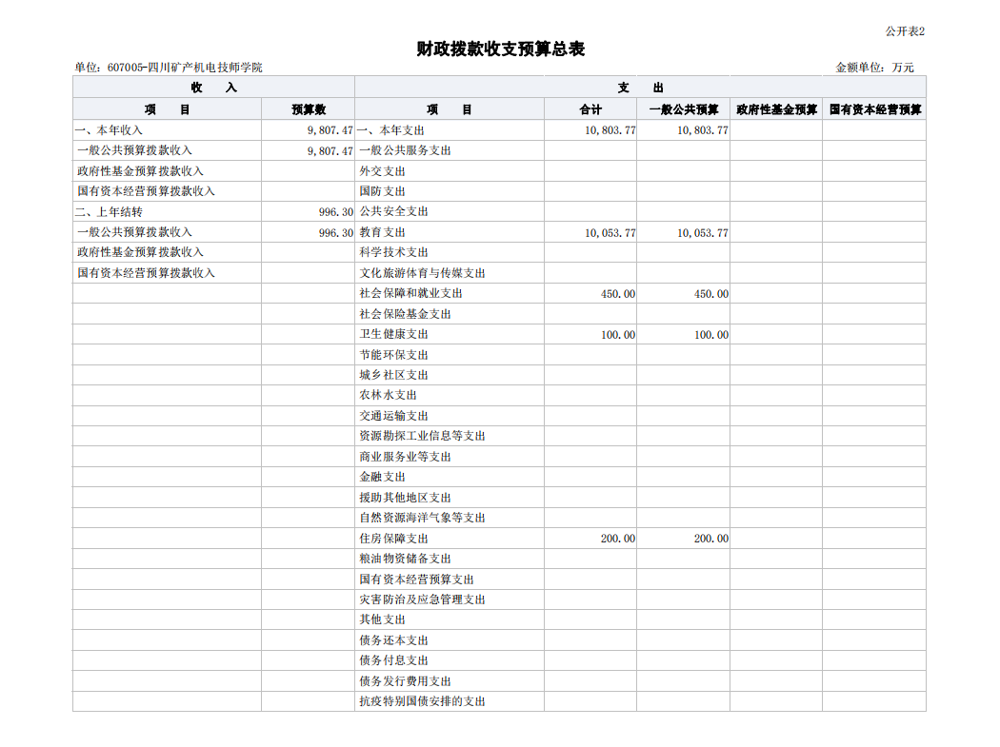 公开表2
财政拨款收支预算总表
单位：607005-四川矿产机电技师学院 金额单位：万元
收 入 支 出
项 目 预算数 项 目 合计 一般公共预算 政府性基金预算 国有资本经营预算
一、本年收入 9,807.47 一、本年支出 10,803.77 10,803.77
一般公共预算拨款收入 9,807.47 一般公共服务支出
政府性基金预算拨款收入 外交支出
国有资本经营预算拨款收入 国防支出
二、上年结转 996.30 公共安全支出
一般公共预算拨款收入 996.30 教育支出 10,053.77 10,053.77
政府性基金预算拨款收入 科学技术支出
国有资本经营预算拨款收入 文化旅游体育与传媒支出
社会保障和就业支出 450.00 450.00
社会保险基金支出
卫生健康支出 100.00 100.00
节能环保支出
城乡社区支出
农林水支出
交通运输支出
资源勘探工业信息等支出
商业服务业等支出
金融支出
援助其他地区支出
自然资源海洋气象等支出
住房保障支出 200.00 200.00
粮油物资储备支出
国有资本经营预算支出
灾害防治及应急管理支出
其他支出
债务还本支出
债务付息支出
债务发行费用支出
抗疫特别国债安排的支出